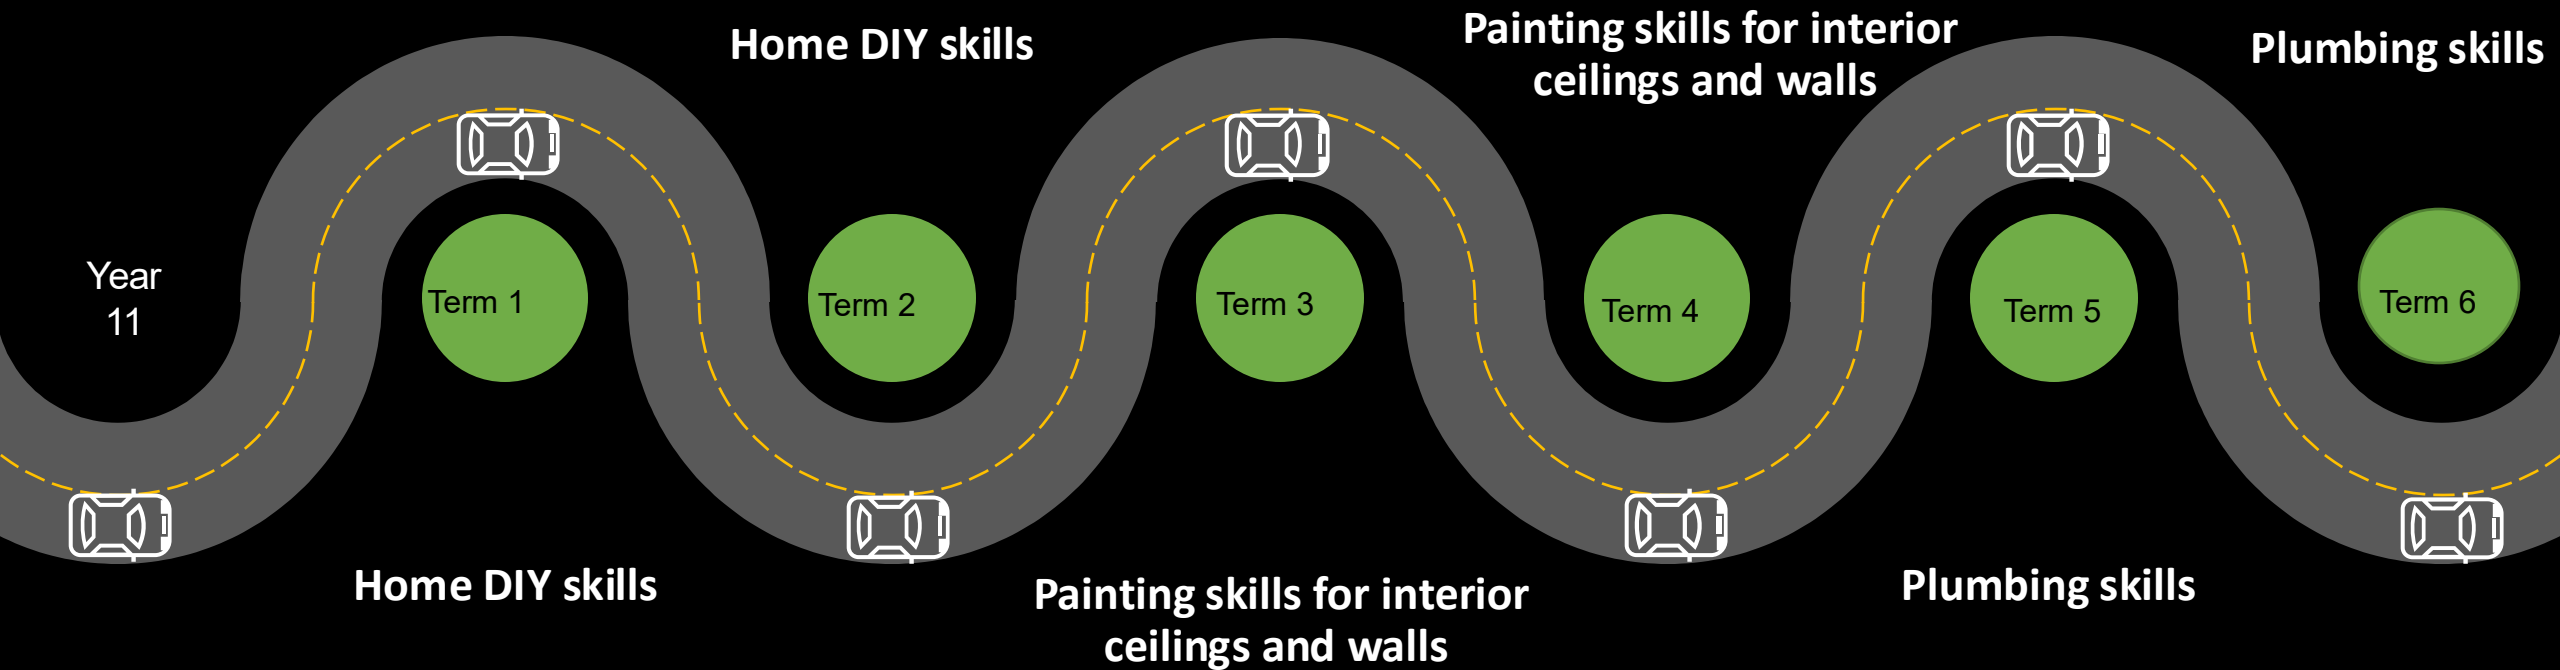 Year
11
Term 1
Home DIY skills
Home DIY skills
Term 2
Term 3
Painting skills for interior
ceilings and walls
Painting skills for interior
ceilings and walls
Term 4
Term 5
Plumbing skills
Plumbing skills
Term 6